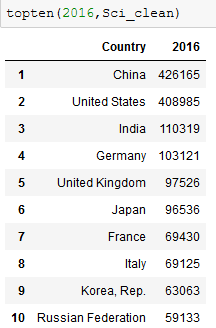 topten(2016,Sci_clean)
Country 2016
1 China 426165
2 United States 408985
3 India 110319
4 Germany 103121
5 United Kingdom 97526
6 Japan 96536
7 France 69430
8 Italy 69125
9 Korea, Rep. 63063
10 Russian Federation 59133